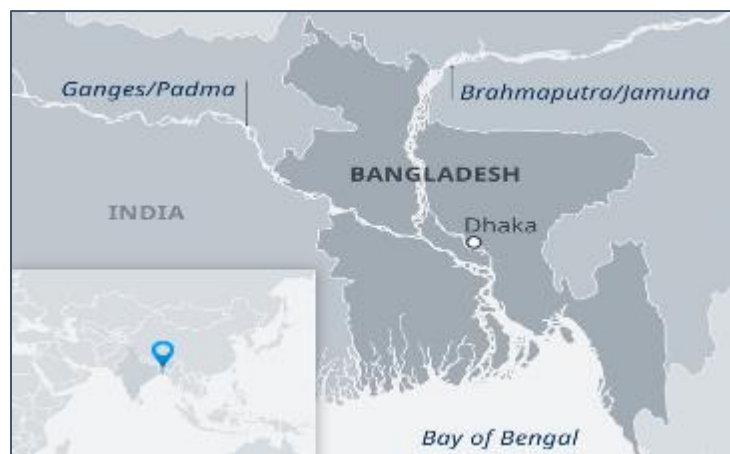 Ganges/Padma
Brahmaputra/Jamuna
BANGLADESH
INDIA
Dhaka
Bay of Bengal